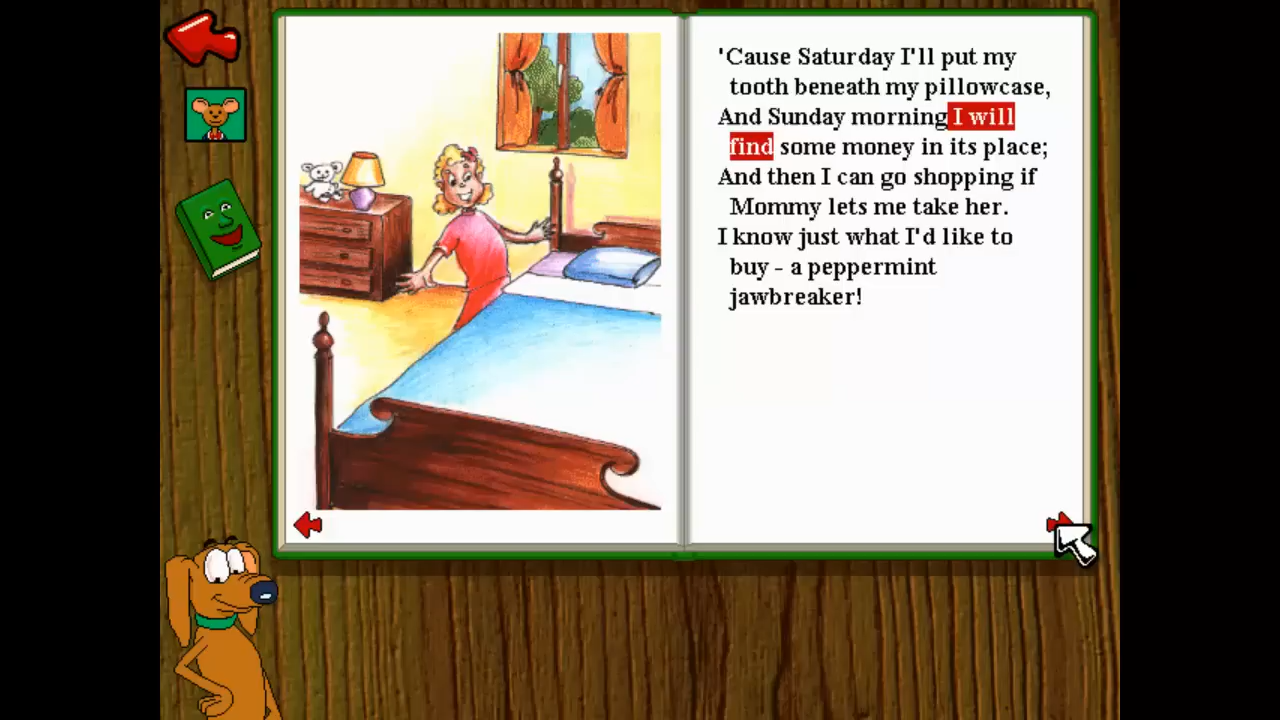 'Cause Saturday I'll put my
tooth beneath my pillowcase,
And Sunday morning I will
find some money in its place;
And then I can go shopping if
Mommy lets me take her.
I know just what I'd like to
buy - a peppermint
jawbreaker!